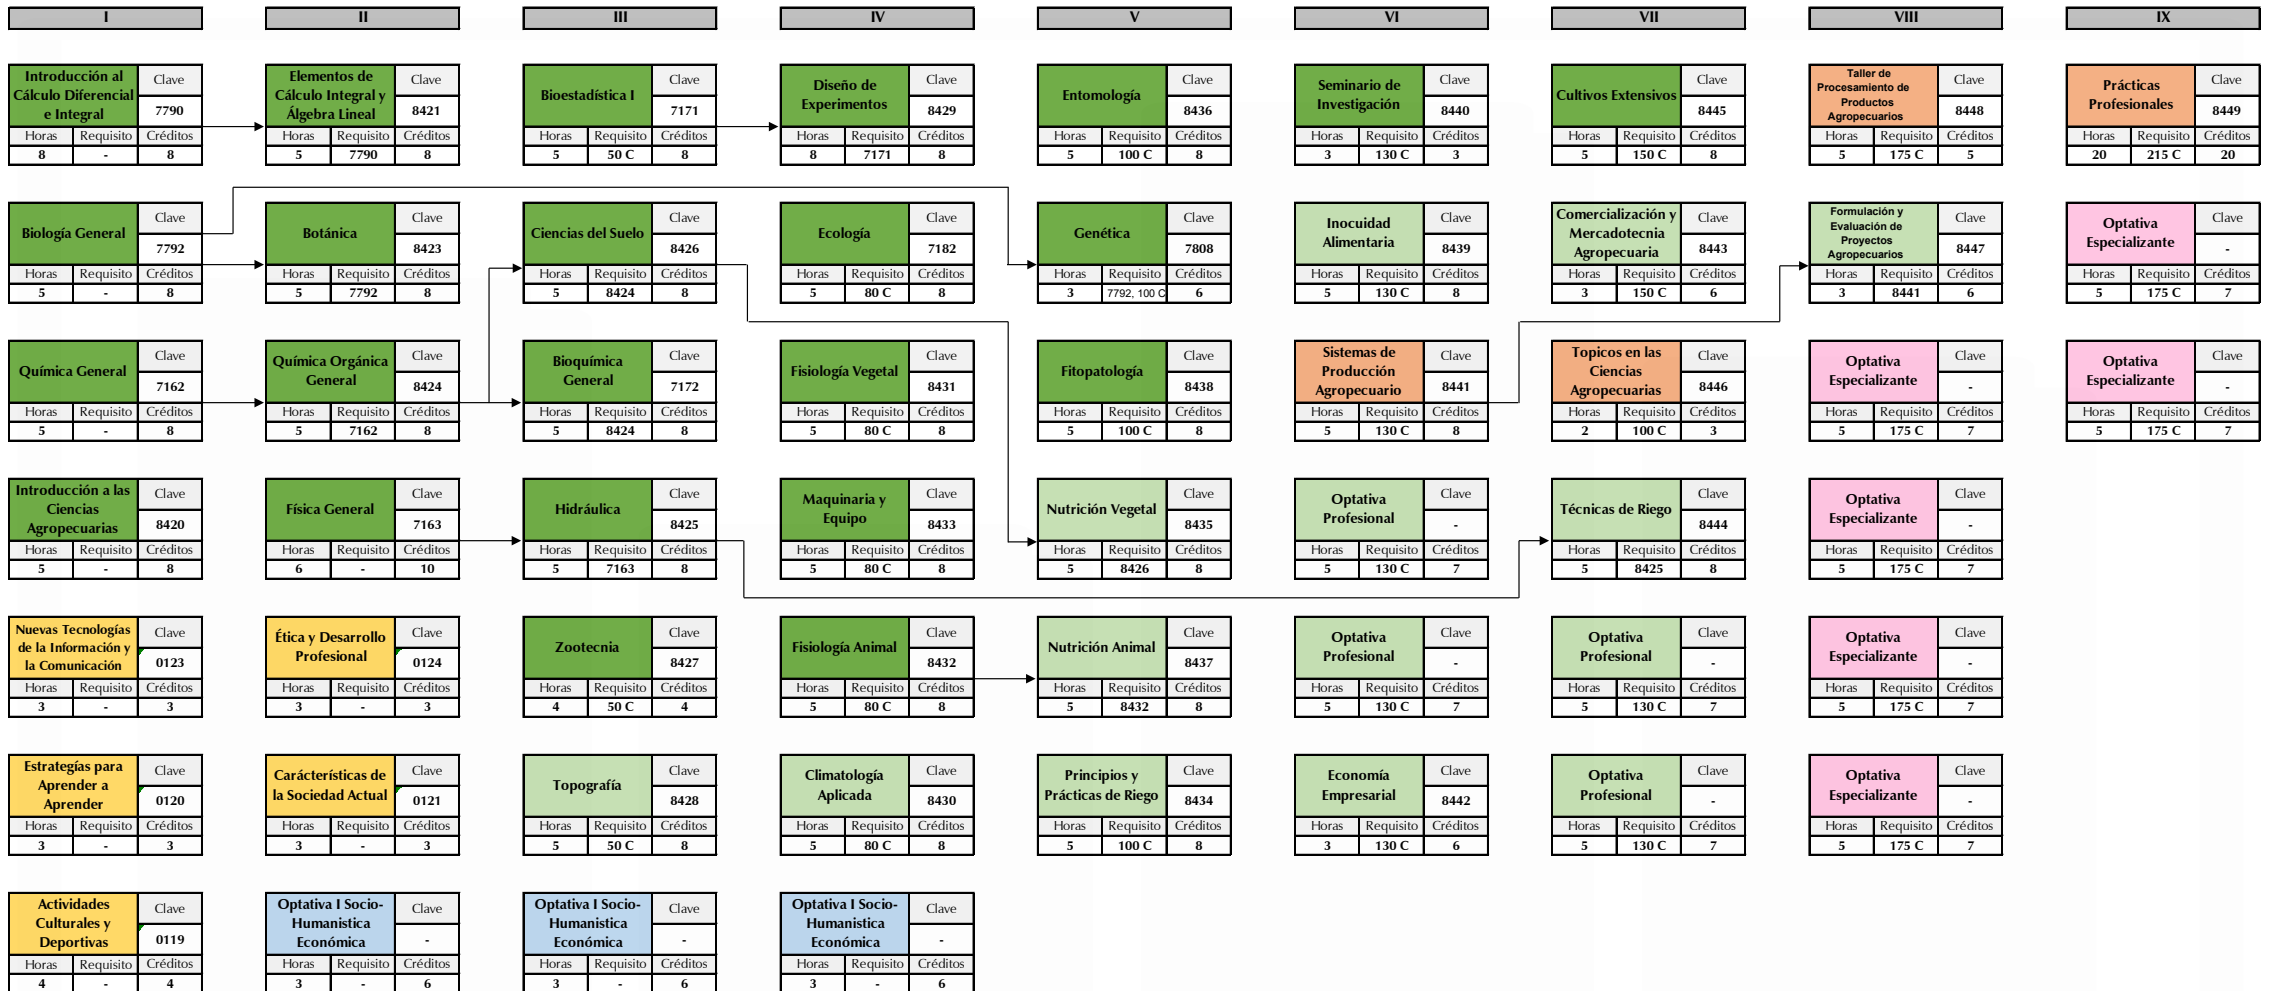 I
II
III
IV
V
VI
VII
VIII
IX
Introducción al
Cálculo Diferencial
e Integral
Clave
7790
Horas Requisito Créditos
8 - 8
Elementos de
Cálculo Integral y
Álgebra Lineal
Clave
8421
Horas Requisito Créditos
5 7790 8
Bioestadística I
Clave
7171
Horas Requisito Créditos
5 50 C 8
Diseño de
Experimentos
Clave
8429
Horas Requisito Créditos
8 7171 8
Entomología
Clave
8436
Horas Requisito Créditos
5 100 C 8
Seminario de
Investigación
Clave
8440
Horas Requisito Créditos
3 130 C 3
Cultivos Extensivos
Clave
8445
Horas Requisito Créditos
5 150 C 8
Taller de
Procesamiento de
Productos
Agropecuarios
Clave
8448
Horas Requisito Créditos
5 175 C 5
Prácticas
Profesionales
Clave
8449
Horas Requisito Créditos
20 215 C 20
Biología General
Clave
7792
Horas Requisito Créditos
5 - 8
Botánica
Clave
8423
Horas Requisito Créditos
5 7792 8
Ciencias del Suelo
Clave
8426
Horas Requisito Créditos
5 8424 8
Ecología
Clave
7182
Horas Requisito Créditos
5 80 C 8
Genética
Clave
7808
Horas Requisito Créditos
3 7792, 100 C 6
Inocuidad
Alimentaria
Clave
8439
Horas Requisito Créditos
5 130 C 8
Comercialización y
Mercadotecnia
Agropecuaria
Clave
8443
Horas Requisito Créditos
3 150 C 6
Formulación y
Evaluación de
Proyectos
Agropecuarios
Clave
8447
Horas Requisito Créditos
3 8441 6
Optativa
Especializante
Clave
-
Horas Requisito Créditos
5 175 C 7
Química General
Clave
7162
Horas Requisito Créditos
5 - 8
Química Orgánica
General
Clave
8424
Horas Requisito Créditos
5 7162 8
Bioquímica
General
Clave
7172
Horas Requisito Créditos
5 8424 8
Fisiología Vegetal
Clave
8431
Horas Requisito Créditos
5 80 C 8
Fitopatología
Clave
8438
Horas Requisito Créditos
5 100 C 8
Sistemas de
Producción
Agropecuario
Clave
8441
Horas Requisito Créditos
5 130 C 8
Topicos en las
Ciencias
Agropecuarias
Clave
8446
Horas Requisito Créditos
2 100 C 3
Optativa
Especializante
Clave
-
Horas Requisito Créditos
5 175 C 7
Optativa
Especializante
Clave
-
Horas Requisito Créditos
5 175 C 7
Introducción a las
Ciencias
Agropecuarias
Clave
8420
Horas Requisito Créditos
5 - 8
Física General
Clave
7163
Horas Requisito Créditos
6 - 10
Hidráulica
Clave
8425
Horas Requisito Créditos
5 7163 8
Maquinaria y
Equipo
Clave
8433
Horas Requisito Créditos
5 80 C 8
Nutrición Vegetal
Clave
8435
Horas Requisito Créditos
5 8426 8
Optativa
Profesional
Clave
-
Horas Requisito Créditos
5 130 C 7
Técnicas de Riego
Clave
8444
Horas Requisito Créditos
5 8425 8
Optativa
Especializante
Clave
-
Horas Requisito Créditos
5 175 C 7
Nuevas Tecnologías
de la Información y
la Comunicación
Clave
0123
Horas Requisito Créditos
3 - 3
Ética y Desarrollo
Profesional
Clave
0124
Horas Requisito Créditos
3 - 3
Zootecnia
Clave
8427
Horas Requisito Créditos
4 50 C 4
Fisiología Animal
Clave
8432
Horas Requisito Créditos
5 80 C 8
Nutrición Animal
Clave
8437
Horas Requisito Créditos
5 8432 8
Optativa
Profesional
Clave
-
Horas Requisito Créditos
5 130 C 7
Optativa
Profesional
Clave
-
Horas Requisito Créditos
5 130 C 7
Optativa
Especializante
Clave
-
Horas Requisito Créditos
5 175 C 7
Estrategías para
Aprender a
Aprender
Clave
0120
Horas Requisito Créditos
3 - 3
Carácterísticas de
la Sociedad Actual
Clave
0121
Horas Requisito Créditos
3 - 3
Topografía
Clave
8428
Horas Requisito Créditos
5 50 C 8
Climatología
Aplicada
Clave
8430
Horas Requisito Créditos
5 80 C 8
Principios y
Prácticas de Riego
Clave
8434
Horas Requisito Créditos
5 100 C 8
Economía
Empresarial
Clave
8442
Horas Requisito Créditos
3 130 C 6
Optativa
Profesional
Clave
-
Horas Requisito Créditos
5 130 C 7
Optativa
Especializante
Clave
-
Horas Requisito Créditos
5 175 C 7
Actividades
Culturales y
Deportivas
Clave
0119
Horas Requisito Créditos
4 - 4
Optativa I Socio-
Humanistica
Económica
Clave
-
Horas Requisito Créditos
3 - 6
Optativa I Socio-
Humanistica
Económica
Clave
-
Horas Requisito Créditos
3 - 6
Optativa I Socio-
Humanistica
Económica
Clave
-
Horas Requisito Créditos
3 - 6